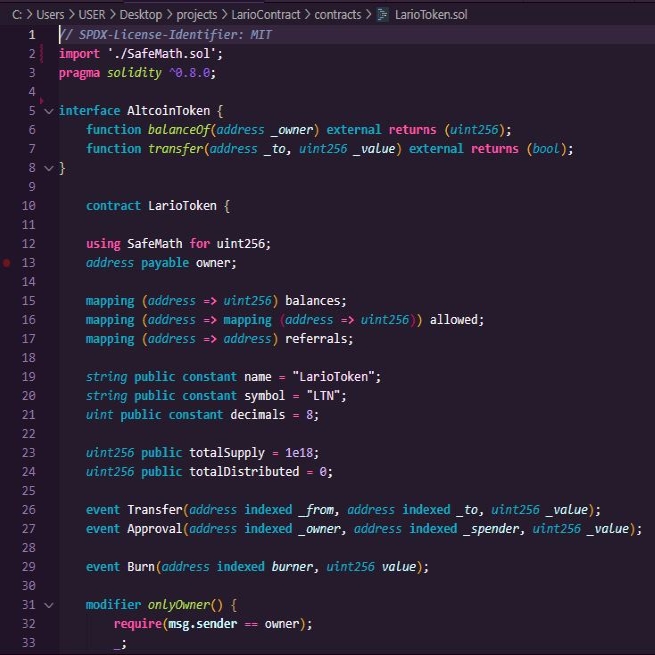 C: > Users > USER > Desktop > projects > LarioContract > contracts > LarioToken.sol
1 // SPDX-License-Identifier: MIT
2 import './SafeMath.sol';
3 pragma solidity ^0.8.0;
4
5 interface AltcoinToken {
6 function balanceOf(address _owner) external returns (uint256);
7 function transfer(address _to, uint256 _value) external returns (bool);
8 }
9
10 contract LarioToken {
11
12 using SafeMath for uint256;
13 address payable owner;
14
15 mapping (address => uint256) balances;
16 mapping (address => mapping (address => uint256)) allowed;
17 mapping (address => address) referrals;
18
19 string public constant name = "LarioToken";
20 string public constant symbol = "LTN";
21 uint public constant decimals = 8;
22
23 uint256 public totalSupply = 1e18;
24 uint256 public totalDistributed = 0;
25
26 event Transfer(address indexed _from, address indexed _to, uint256 _value);
27 event Approval(address indexed _owner, address indexed _spender, uint256 _value);
28
29 event Burn(address indexed burner, uint256 value);
30
31 modifier onlyOwner() {
32 require(msg.sender == owner);
33 _;